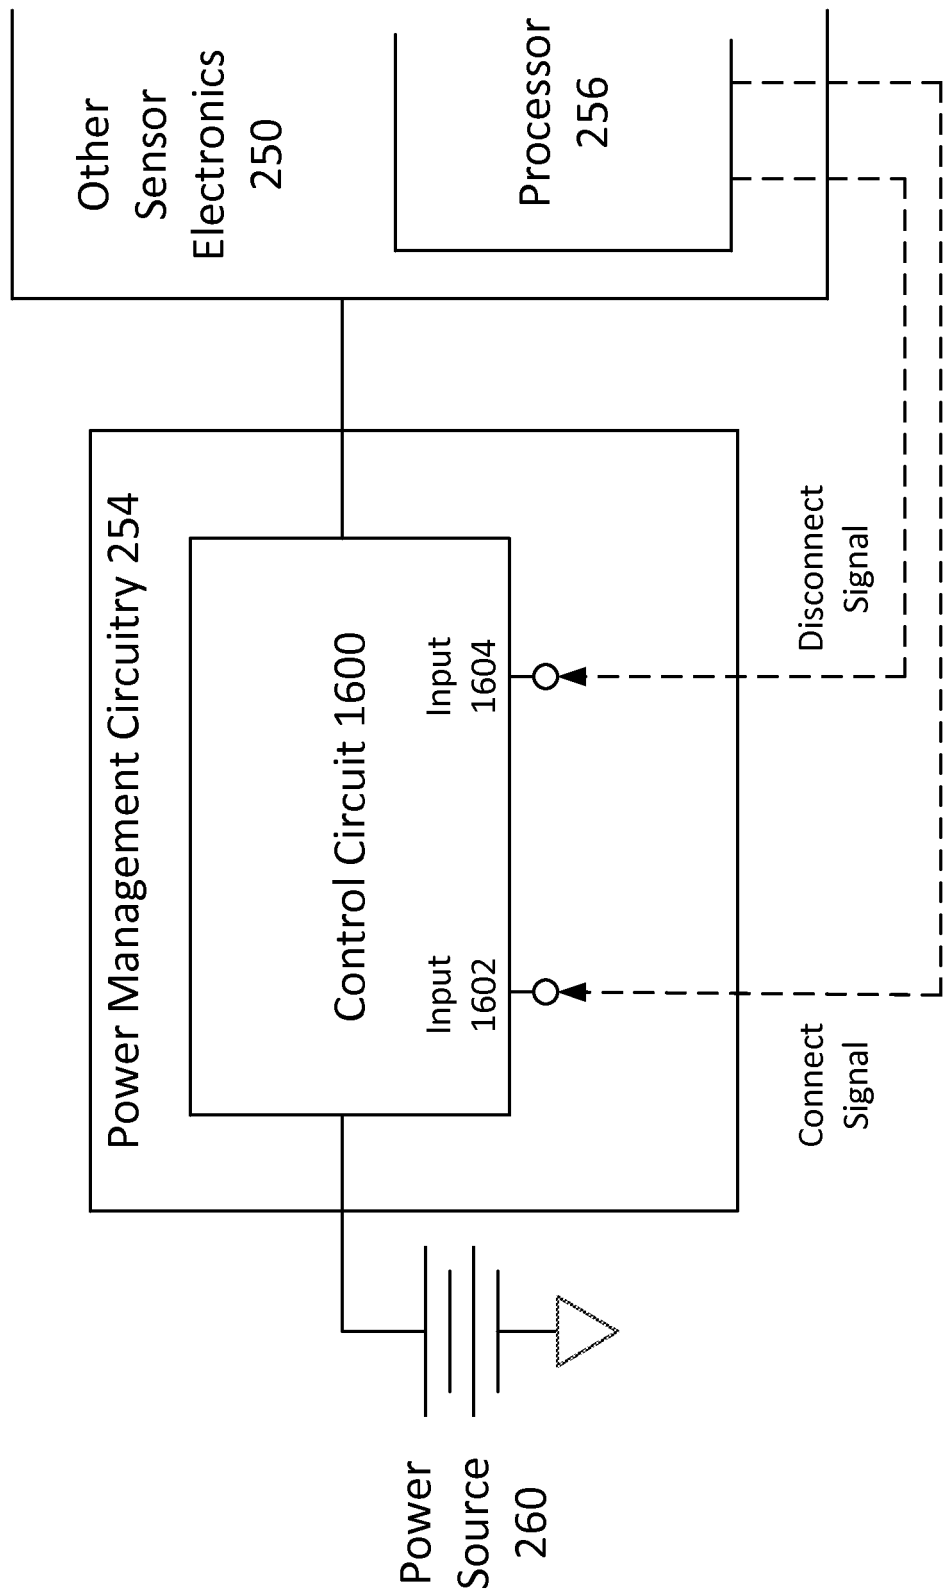 Power Management Circuitry 254
Control Circuit 1600
Input
1602
Input
1604
Power
Source
260
Other
Sensor
Electronics
250
Processor
256
Connect
Signal
Disconnect
Signal